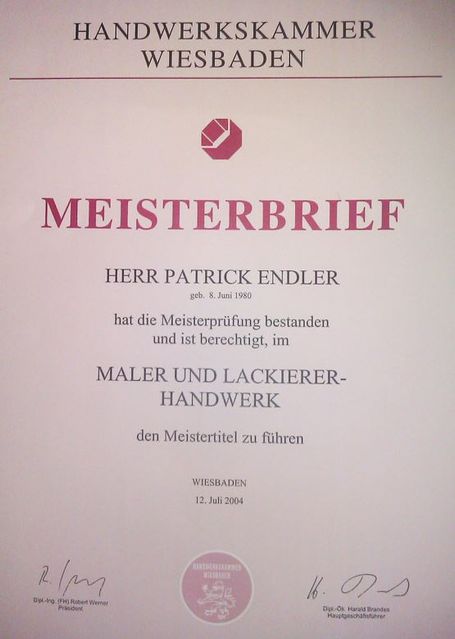 HANDWERKSKAMMER
WIESBADEN
MEISTERBRIEF
HERR PATRICK ENDLER
geb. 8. Juni 1980
hat die Meisterprüfung bestanden
und ist berechtigt, im
MALER UND LACKIERER-
HANDWERK
den Meistertitel zu führen
WIESBADEN
12. Juli 2004
HANDWERKSKAMMER
WIESBADEN
Dipl.-Ing. (FH) Robert Werner
Präsident
Dipl.-Ök. Harald Brandes
Hauptgeschäftsführer